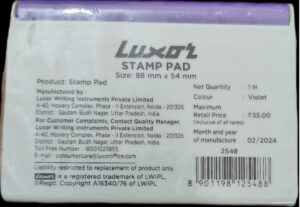 Luxor
STAMP PAD
Size: 88 mm x 54 mm
Product: Stamp Pad
Manufactured by :
Luxor Writing Instruments Private Limited
A-40, Hosiery Complex, Phase - II Extension, Noida - 201305
District: Gautam Budh Nagar, Uttar Pradesh, India
For Customer Complaints, Contact Quality Manager,
Luxor Writing Instruments Private Limited
A-40, Hosiery Complex, Phase - II Extension, Noida - 201305
District: Gautam Budh Nagar, Uttar Pradesh, India
Toll Free Number : 18001023855
E-mail : consumercare@luxoroffice.com
Liability restricted to replacement of product only.
is a registered trademark of LWIPL.
©Regd. Copyright A16340/76 of LWIPL.
Net Quantity : 1 N
Colour : Violet
Maximum
Retail Price : ₹35.00
(inclusive of all taxes)
Month and year
of manufacture : 02/2024
2548
8 901198 125488